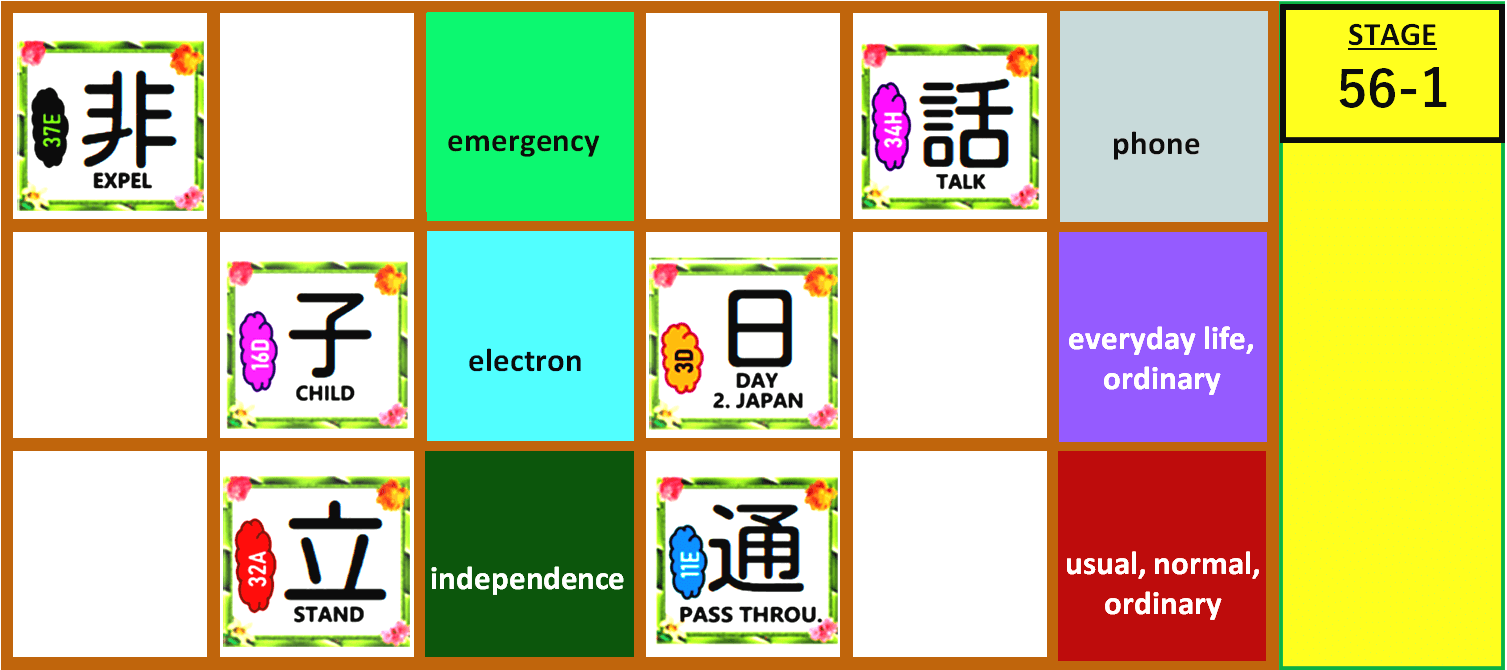 37E
非
EXPEL
emergency
34H
話
TALK
phone
STAGE
56-1
16D
子
CHILD
electron
3D
日
DAY
2. JAPAN
everyday life,
ordinary
32A
立
STAND
independence
11E
通
PASS THROU.
usual, normal,
ordinary